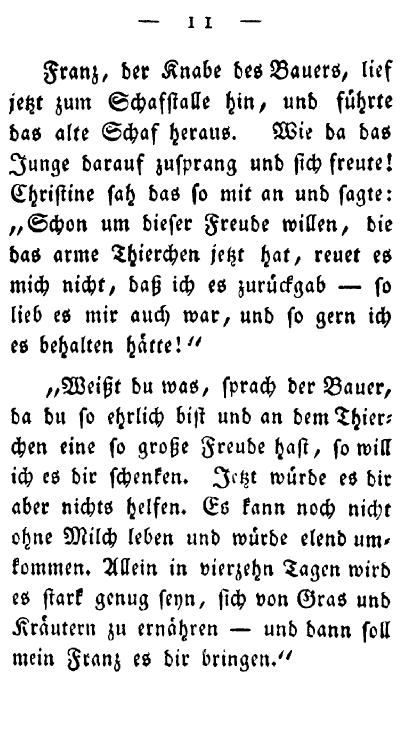 — 11 —
Franz, der Knabe des Bauers, lief
jetzt zum Schafstalle hin, und führte
das alte Schaf heraus. Wie da das
Junge darauf zusprang und sich freute!
Christine sah das so mit an und sagte:
„Schon um dieser Freude willen, die
das arme Thierchen jetzt hat, reuet es
mich nicht, daß ich es zurückgab — so
lieb es mir auch war, und so gern ich
es behalten hätte!“
„Weißt du was, sprach der Bauer,
da du so ehrlich bist und an dem Thier-
chen eine so große Freude hast, so will
ich es dir schenken. Jetzt würde es dir
aber nichts helfen. Es kann noch nicht
ohne Milch leben und würde elend um-
kommen. Allein in vierzehn Tagen wird
es stark genug seyn, sich von Gras und
Kräutern zu ernähren — und dann soll
mein Franz es dir bringen.“